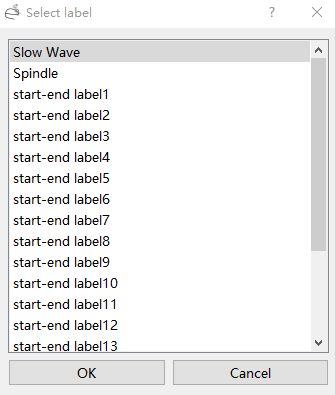 Select label
?
Slow Wave
Spindle
start-end label1
start-end label2
start-end label3
start-end label4
start-end label5
start-end label6
start-end label7
start-end label8
start-end label9
start-end label10
start-end label11
start-end label12
start-end label13
OK
Cancel